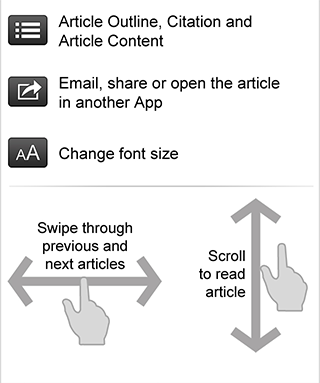 Article Outline, Citation and
Article Content
Email, share or open the article
in another App
AA
Change font size
Swipe through
previous and
next articles
Scroll
to read
article